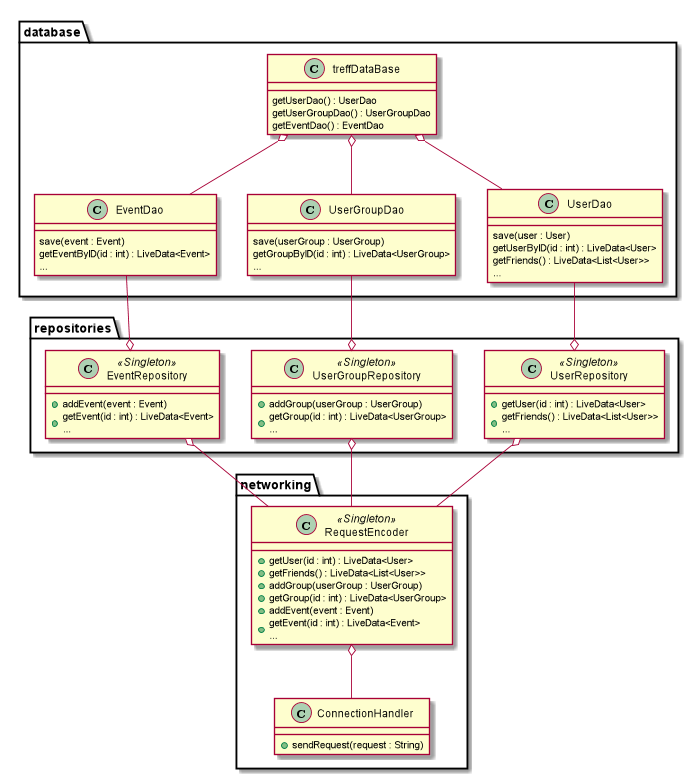 database
C treffDataBase
getUserDao() : UserDao
getUserGroupDao() : UserGroupDao
getEventDao() : EventDao
C EventDao
save(event : Event)
getEventByID(id : int) : LiveData<Event>
...
C UserGroupDao
save(userGroup : UserGroup)
getGroupByID(id : int) : LiveData<UserGroup>
...
C UserDao
save(user : User)
getUserByID(id : int) : LiveData<User>
getFriends() : LiveData<List<User>>
...
repositories
«Singleton»
C EventRepository
addEvent(event : Event)
getEvent(id : int) : LiveData<Event>
...
«Singleton»
C UserGroupRepository
addGroup(userGroup : UserGroup)
getGroup(id : int) : LiveData<UserGroup>
...
«Singleton»
C UserRepository
getUser(id : int) : LiveData<User>
getFriends() : LiveData<List<User>>
...
networking
«Singleton»
C RequestEncoder
getUser(id : int) : LiveData<User>
getFriends() : LiveData<List<User>>
addGroup(userGroup : UserGroup)
getGroup(id : int) : LiveData<UserGroup>
addEvent(event : Event)
getEvent(id : int) : LiveData<Event>
...
C ConnectionHandler
sendRequest(request : String)